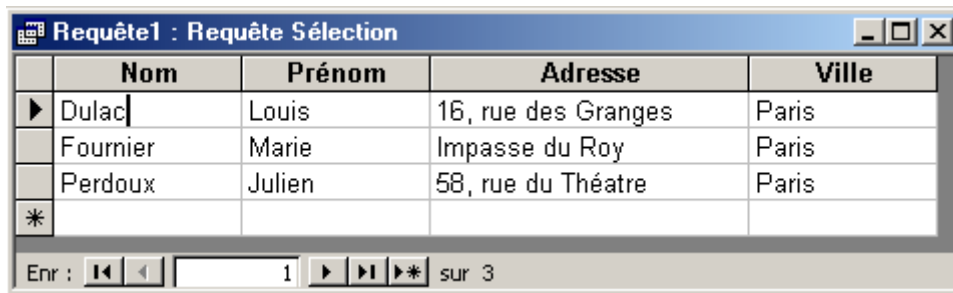 Requête1 : Requête Sélection
Nom Prénom Adresse Ville
Dulac Louis 16, rue des Granges Paris
Fournier Marie Impasse du Roy Paris
Perdoux Julien 58, rue du Théatre Paris
Enr : 1 sur 3